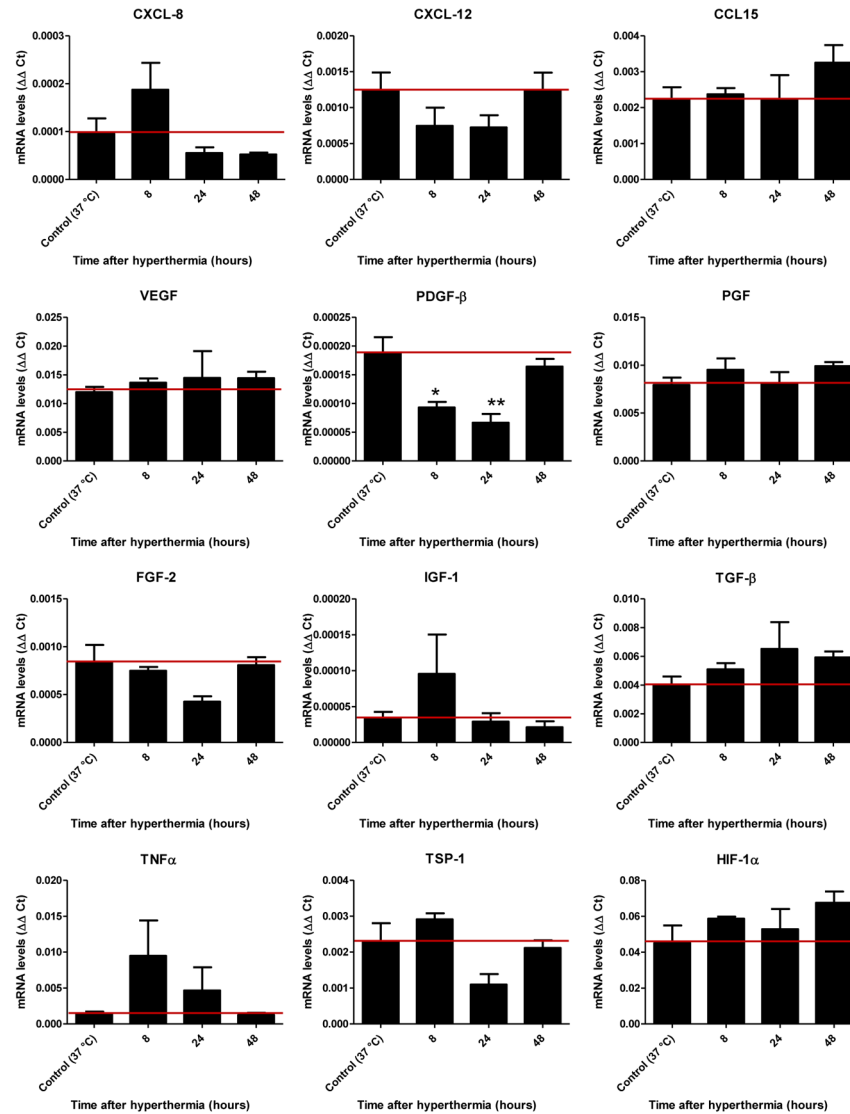 CXCL-8
mRNA levels (ΔΔ Ct)
0.0003
0.0002
0.0001
0.0000
Control (37 °C)
8
24
48
Time after hyperthermia (hours)
CXCL-12
mRNA levels (ΔΔ Ct)
0.0020
0.0015
0.0010
0.0005
0.0000
Control (37 °C)
8
24
48
Time after hyperthermia (hours)
CCL15
mRNA levels (ΔΔ Ct)
0.004
0.003
0.002
0.001
0.000
Control (37 °C)
8
24
48
Time after hyperthermia (hours)
VEGF
mRNA levels (ΔΔ Ct)
0.025
0.020
0.015
0.010
0.005
0.000
Control (37 °C)
8
24
48
Time after hyperthermia (hours)
PDGF-β
mRNA levels (ΔΔ Ct)
0.00025
0.00020
0.00015
0.00010
0.00005
0.00000
*
**
Control (37 °C)
8
24
48
Time after hyperthermia (hours)
PGF
mRNA levels (ΔΔ Ct)
0.015
0.010
0.005
0.000
Control (37 °C)
8
24
48
Time after hyperthermia (hours)
FGF-2
mRNA levels (ΔΔ Ct)
0.0015
0.0010
0.0005
0.0000
Control (37 °C)
8
24
48
Time after hyperthermia (hours)
IGF-1
mRNA levels (ΔΔ Ct)
0.00020
0.00015
0.00010
0.00005
0.00000
Control (37 °C)
8
24
48
Time after hyperthermia (hours)
TGF-β
mRNA levels (ΔΔ Ct)
0.010
0.008
0.006
0.004
0.002
0.000
Control (37 °C)
8
24
48
Time after hyperthermia (hours)
TNFα
mRNA levels (ΔΔ Ct)
0.020
0.015
0.010
0.005
0.000
Control (37 °C)
8
24
48
Time after hyperthermia (hours)
TSP-1
mRNA levels (ΔΔ Ct)
0.004
0.003
0.002
0.001
0.000
Control (37 °C)
8
24
48
Time after hyperthermia (hours)
HIF-1α
mRNA levels (ΔΔ Ct)
0.08
0.06
0.04
0.02
0.00
Control (37 °C)
8
24
48
Time after hyperthermia (hours)